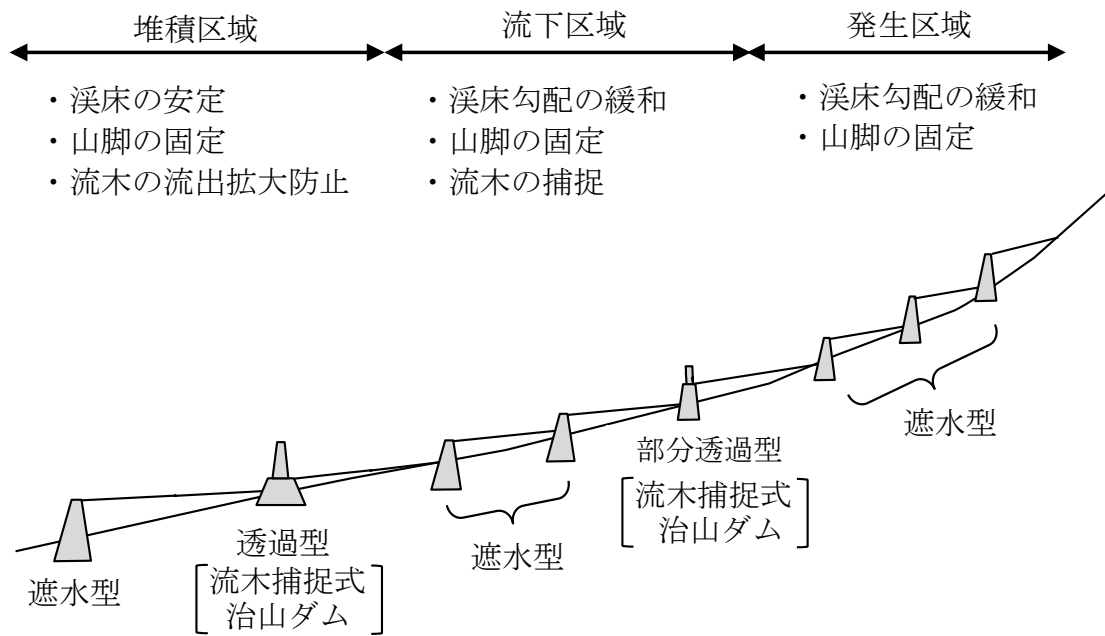 堆積区域
流下区域
発生区域
・渓床の安定
・山脚の固定
・流木の流出拡大防止
・渓床勾配の緩和
・山脚の固定
・流木の捕捉
・渓床勾配の緩和
・山脚の固定
遮水型
透過型
流木捕捉式
治山ダム
遮水型
部分透過型
流木捕捉式
治山ダム
遮水型